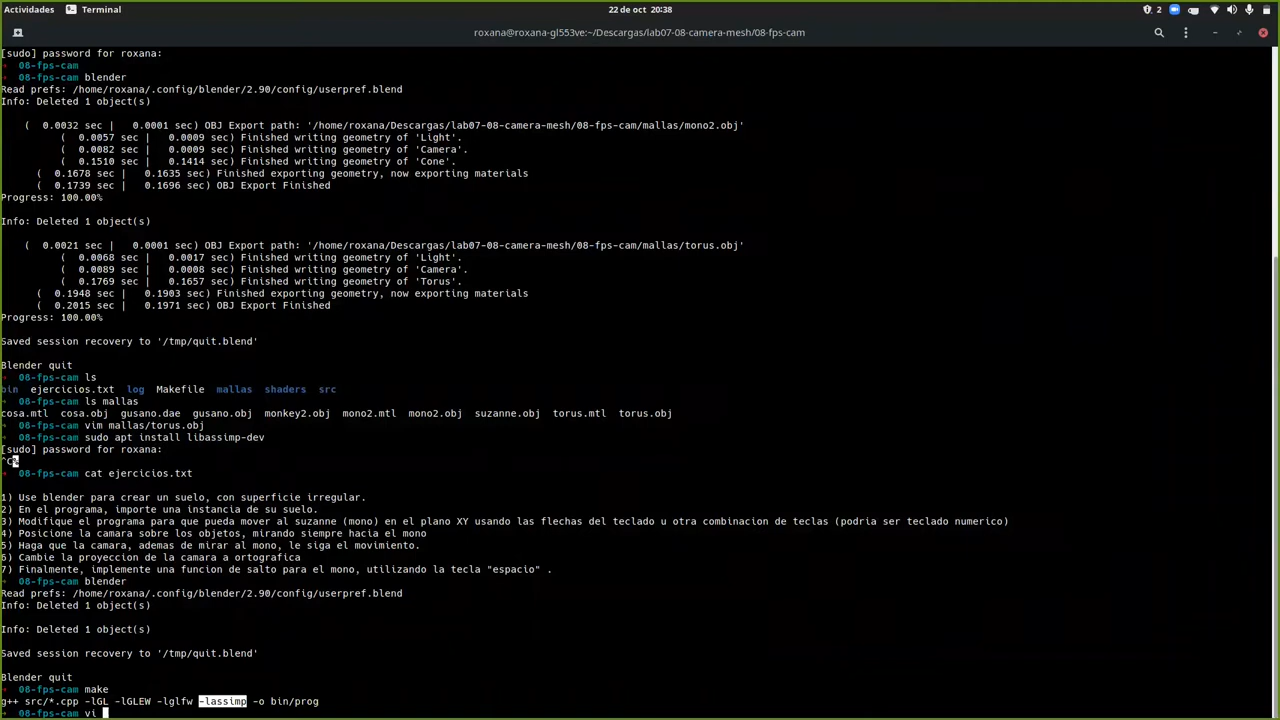 Actividades Terminal 22 de oct 20:38 2
roxana@roxana-gl553ve:~/Descargas/lab07-08-camera-mesh/08-fps-cam
[sudo] password for roxana:
08-fps-cam
08-fps-cam blender
Read prefs: /home/roxana/.config/blender/2.90/config/userpref.blend
Info: Deleted 1 object(s)
( 0.0032 sec | 0.0001 sec) OBJ Export path: '/home/roxana/Descargas/lab07-08-camera-mesh/08-fps-cam/mallas/mono2.obj'
( 0.0057 sec | 0.0009 sec) Finished writing geometry of 'Light'.
( 0.0082 sec | 0.0009 sec) Finished writing geometry of 'Camera'.
( 0.1510 sec | 0.1414 sec) Finished writing geometry of 'Cone'.
( 0.1678 sec | 0.1635 sec) Finished exporting geometry, now exporting materials
( 0.1739 sec | 0.1696 sec) OBJ Export Finished
Progress: 100.00%
Info: Deleted 1 object(s)
( 0.0021 sec | 0.0001 sec) OBJ Export path: '/home/roxana/Descargas/lab07-08-camera-mesh/08-fps-cam/mallas/torus.obj'
( 0.0068 sec | 0.0017 sec) Finished writing geometry of 'Light'.
( 0.0089 sec | 0.0008 sec) Finished writing geometry of 'Camera'.
( 0.1769 sec | 0.1657 sec) Finished writing geometry of 'Torus'.
( 0.1948 sec | 0.1903 sec) Finished exporting geometry, now exporting materials
( 0.2015 sec | 0.1971 sec) OBJ Export Finished
Progress: 100.00%
Saved session recovery to '/tmp/quit.blend'
Blender quit
08-fps-cam ls
bin ejercicios.txt log Makefile mallas shaders src
08-fps-cam ls mallas
cosa.mtl cosa.obj gusano.dae gusano.obj monkey2.obj mono2.mtl mono2.obj suzanne.obj torus.mtl torus.obj
08-fps-cam vim mallas/torus.obj
08-fps-cam sudo apt install libassimp-dev
[sudo] password for roxana:
^C%
08-fps-cam cat ejercicios.txt
1) Use blender para crear un suelo, con superficie irregular.
2) En el programa, importe una instancia de su suelo.
3) Modifique el programa para que pueda mover al suzanne (mono) en el plano XY usando las flechas del teclado u otra combinacion de teclas (podria ser teclado numerico)
4) Posicione la camara sobre los objetos, mirando siempre hacia el mono
5) Haga que la camara, ademas de mirar al mono, le siga el movimiento.
6) Cambie la proyeccion de la camara a ortografica
7) Finalmente, implemente una funcion de salto para el mono, utilizando la tecla "espacio" .
08-fps-cam blender
Read prefs: /home/roxana/.config/blender/2.90/config/userpref.blend
Info: Deleted 1 object(s)
Info: Deleted 1 object(s)
Saved session recovery to '/tmp/quit.blend'
Blender quit
08-fps-cam make
g++ src/*.cpp -lGL -lGLEW -lglfw -lassimp -o bin/prog
08-fps-cam vi